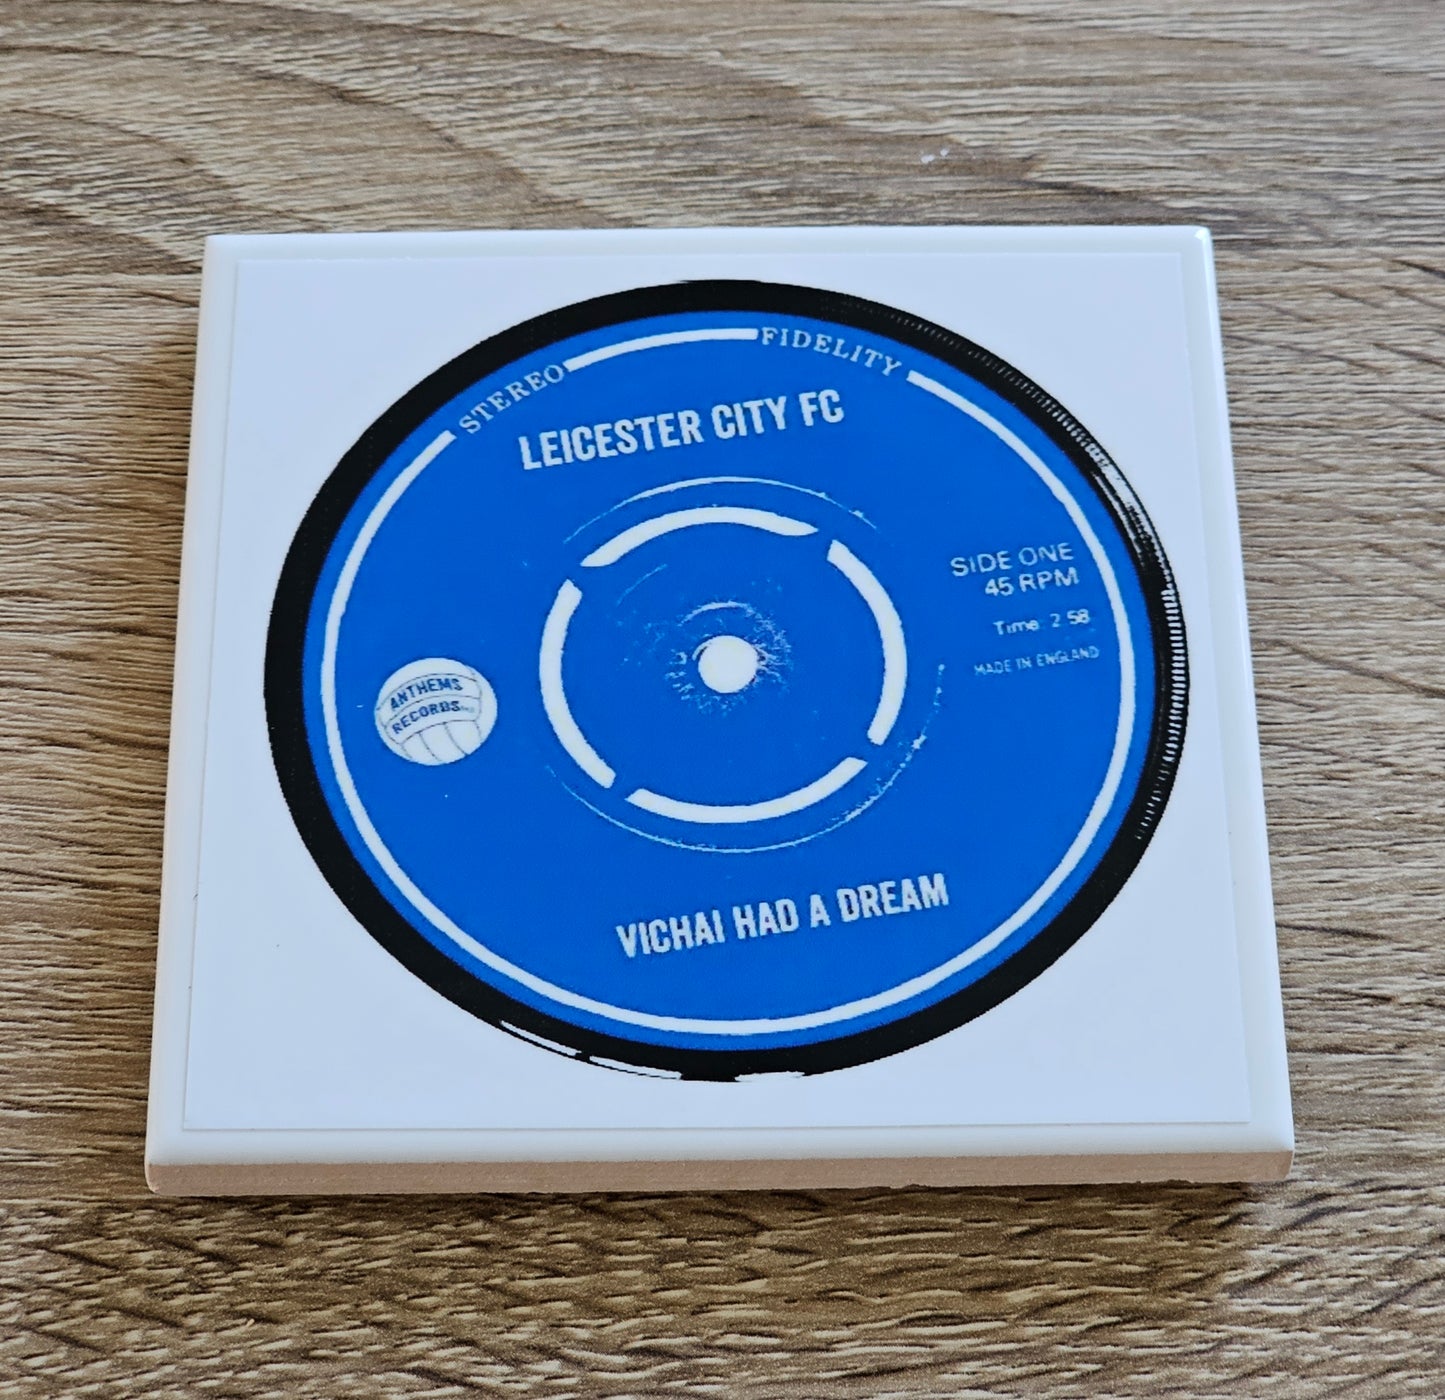 STEREO FIDELITY
LEICESTER CITY FC
SIDE ONE
45 RPM
Time: 2.58
MADE IN ENGLAND
ANTHEMS
RECORDS
VICHAI HAD A DREAM